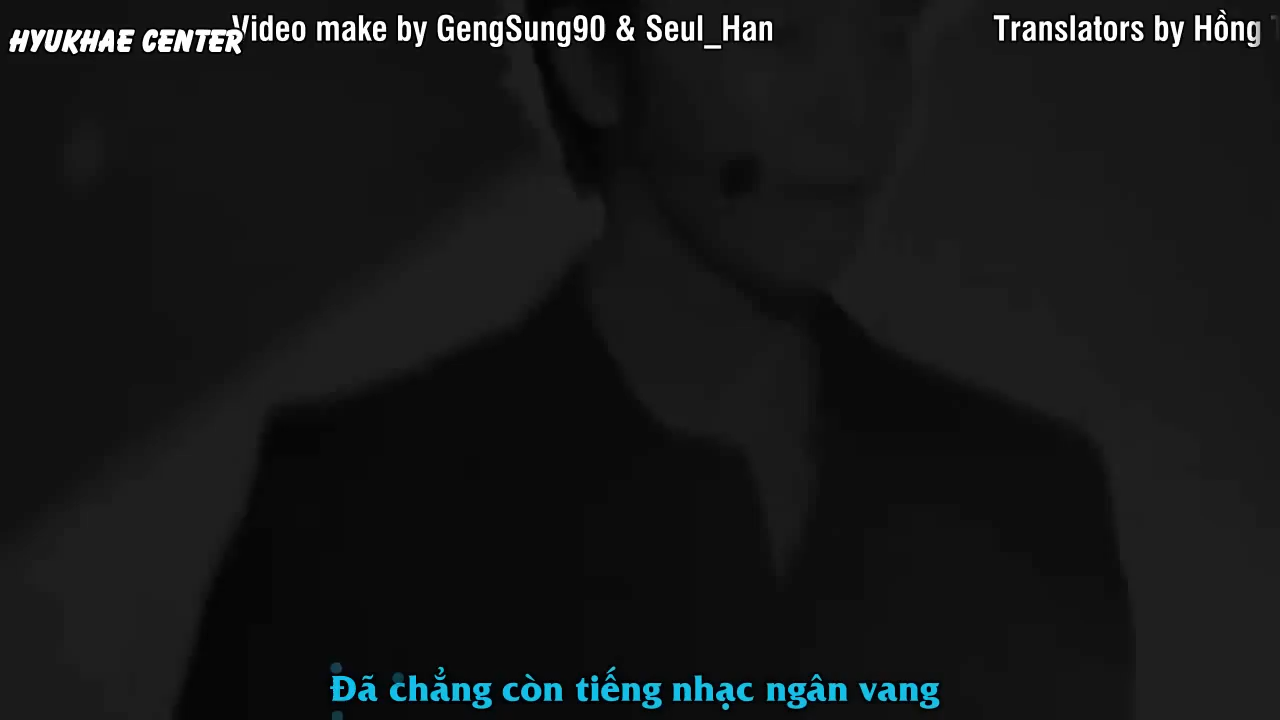 HYUKHAE CENTER
Video make by GengSung90 & Seul_Han
Translators by Hồng
Đã chẳng còn tiếng nhạc ngân vang